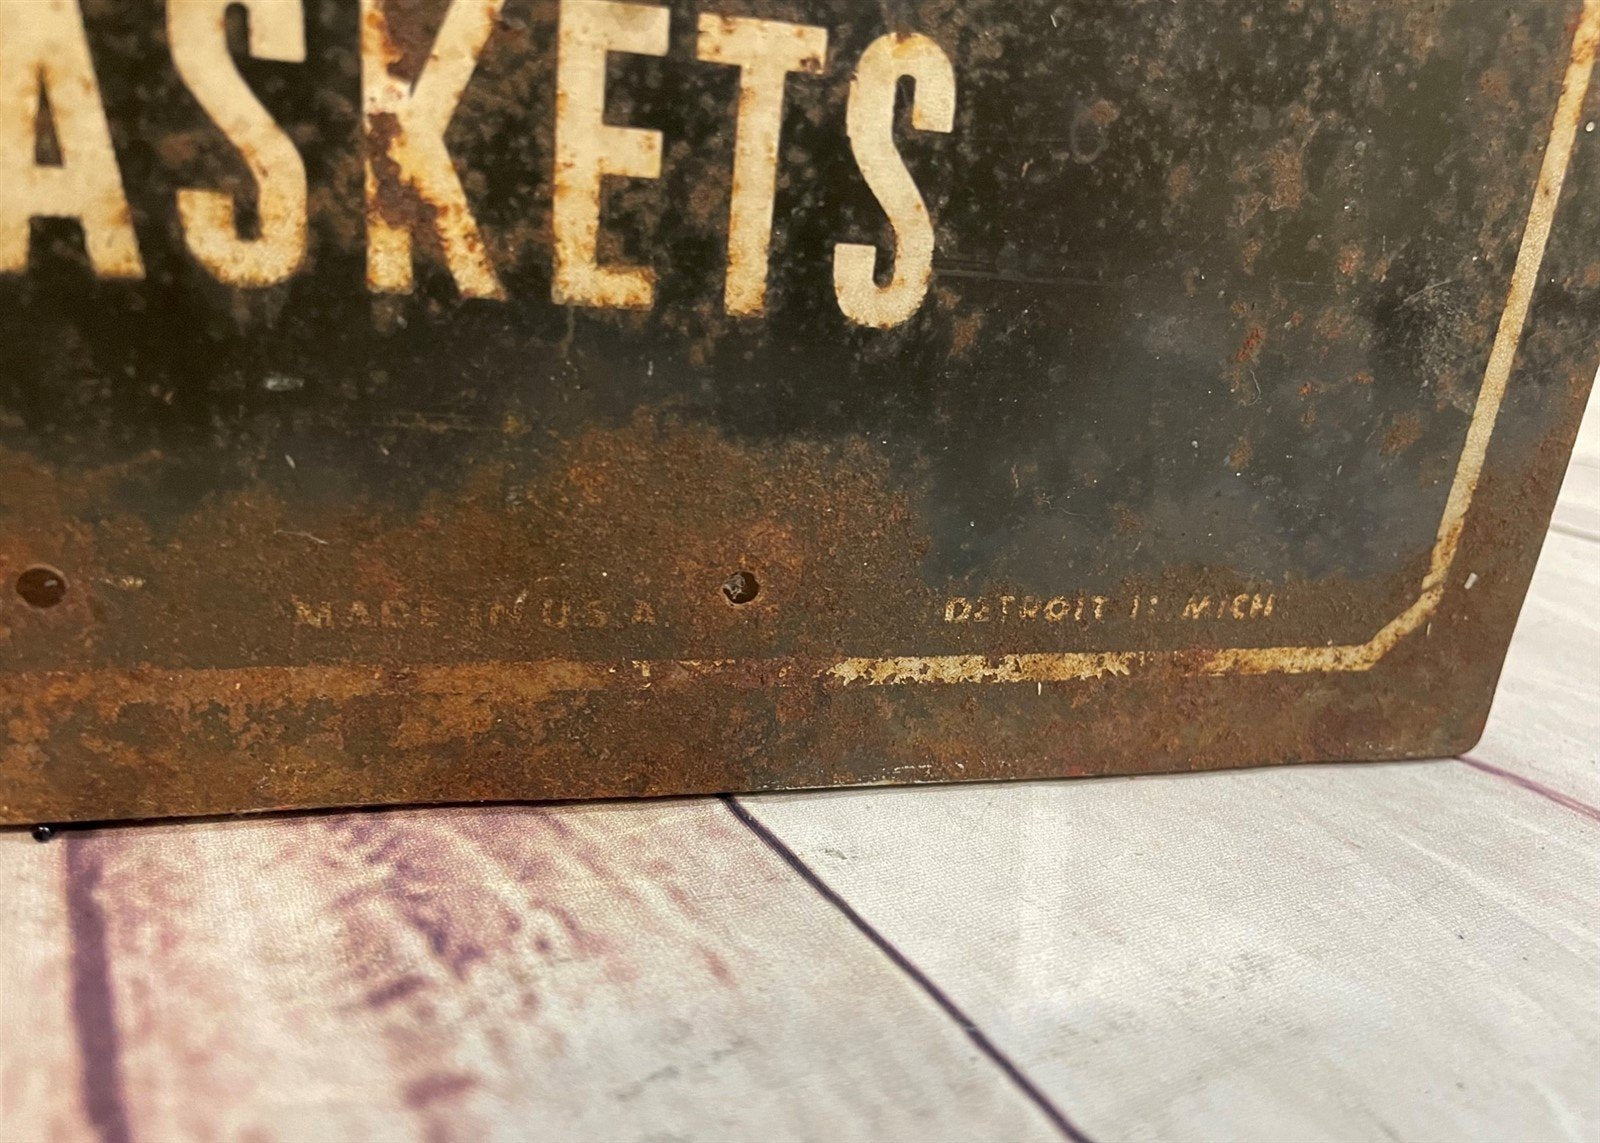 ASKETS
MADE IN U.S.A. DETROIT 11 MICH